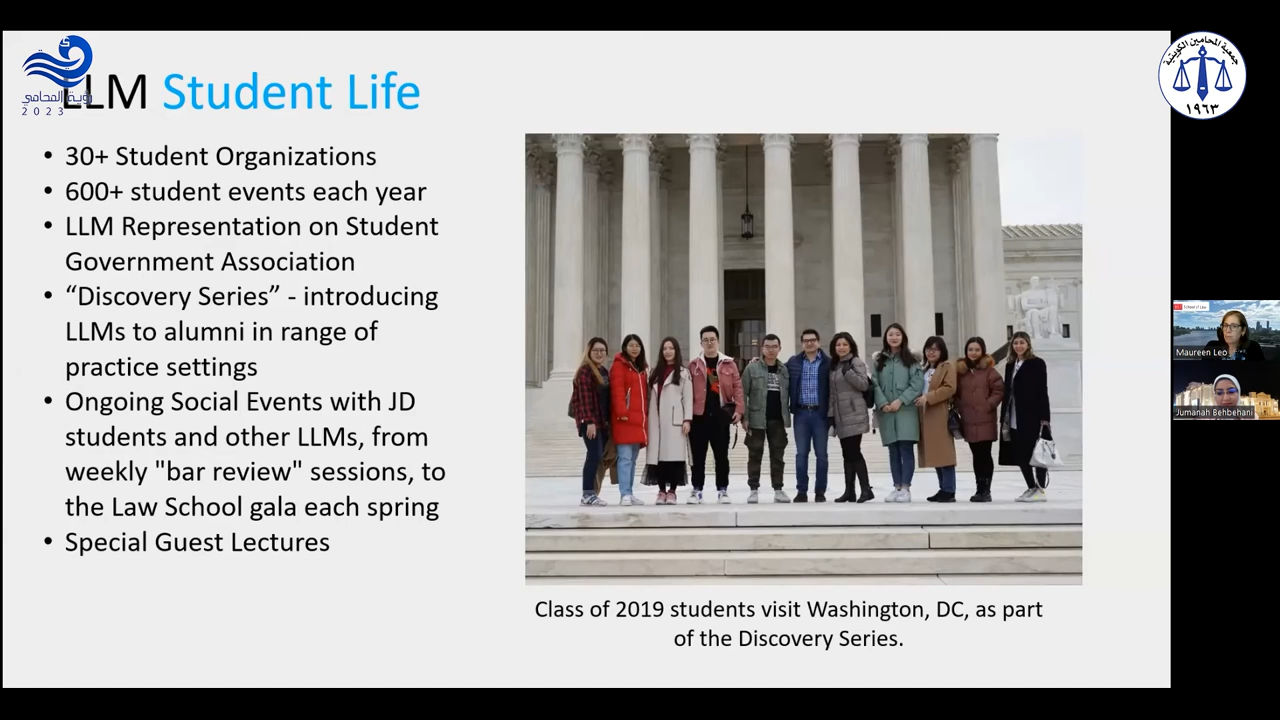 رؤية المحامي
2023
LLM Student Life
• 30+ Student Organizations
• 600+ student events each year
• LLM Representation on Student
Government Association
• “Discovery Series” - introducing
LLMs to alumni in range of
practice settings
• Ongoing Social Events with JD
students and other LLMs, from
weekly "bar review" sessions, to
the Law School gala each spring
• Special Guest Lectures
Class of 2019 students visit Washington, DC, as part
of the Discovery Series.
جمعية المحامين الكويتية
١٩٦٣
School of Law
Maureen Leo
Jumanah Behbehani